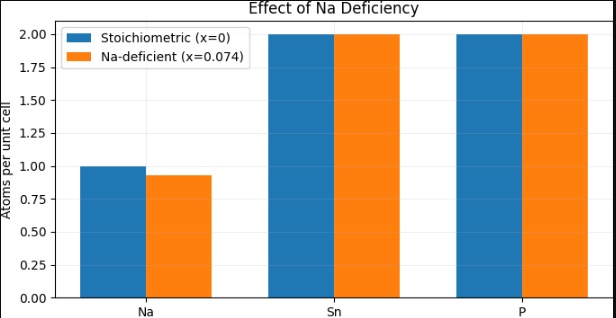 Effect of Na Deficiency
Stoichiometric (x=0)
Na-deficient (x=0.074)
Atoms per unit cell
2.00
1.75
1.50
1.25
1.00
0.75
0.50
0.25
0.00
Na
Sn
P